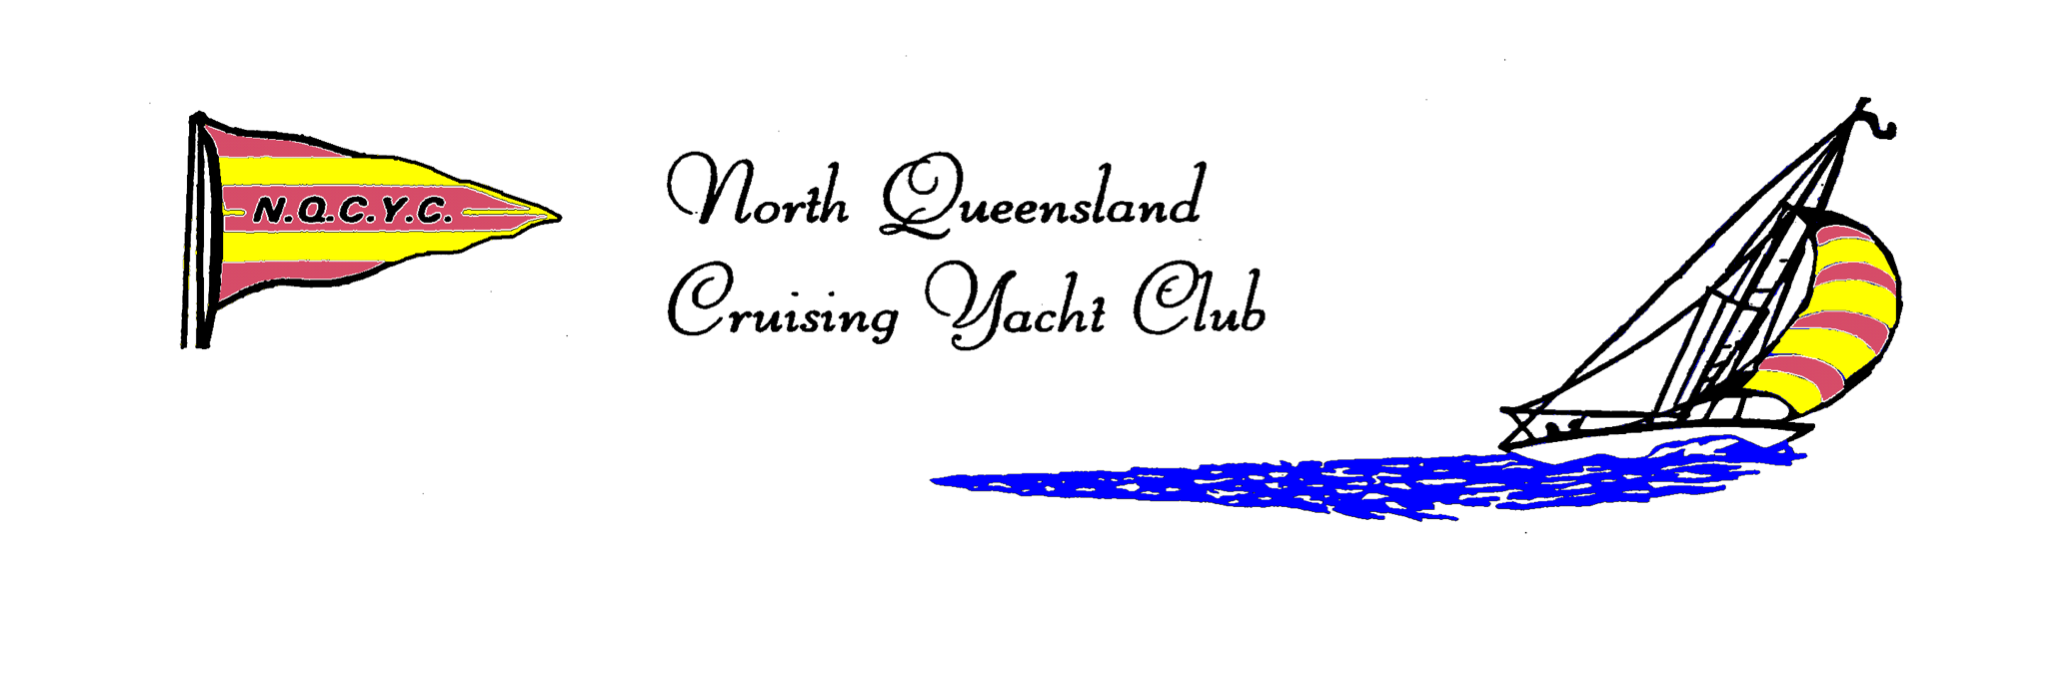 N.Q.C.Y.C.
North Queensland
Cruising Yacht Club